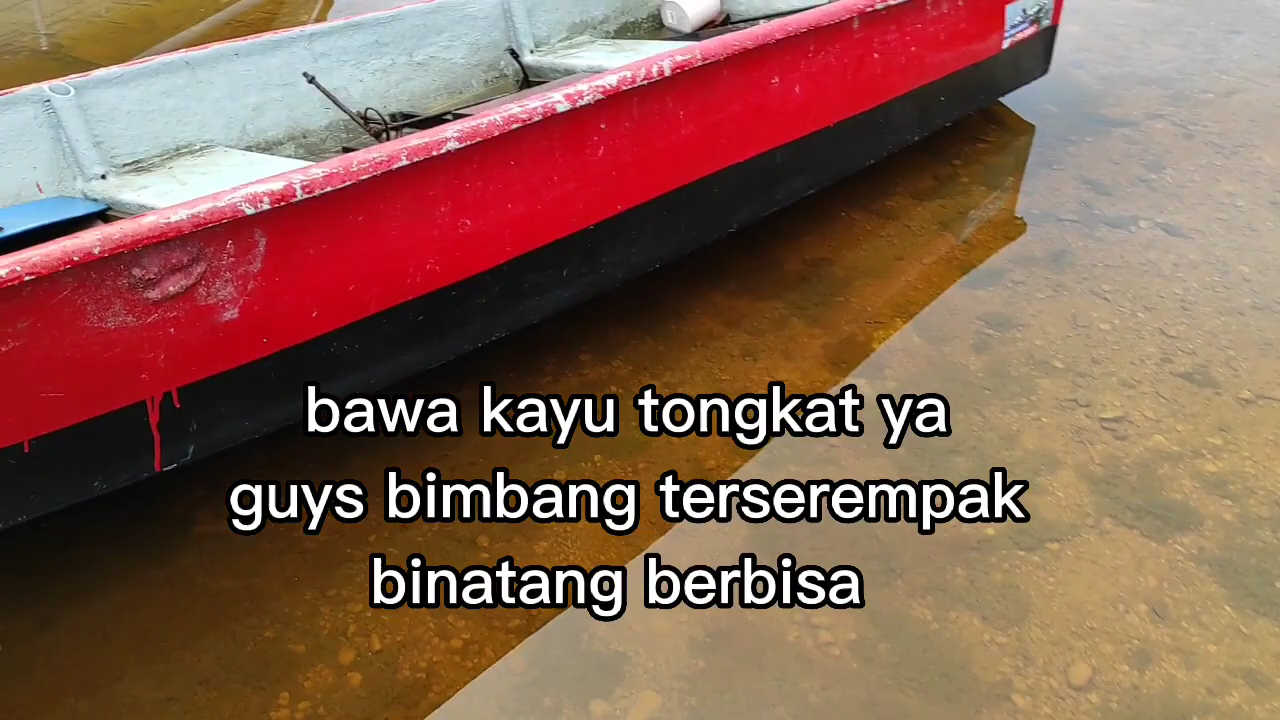 bawa kayu tongkat ya
guys bimbang terserempak
binatang berbisa